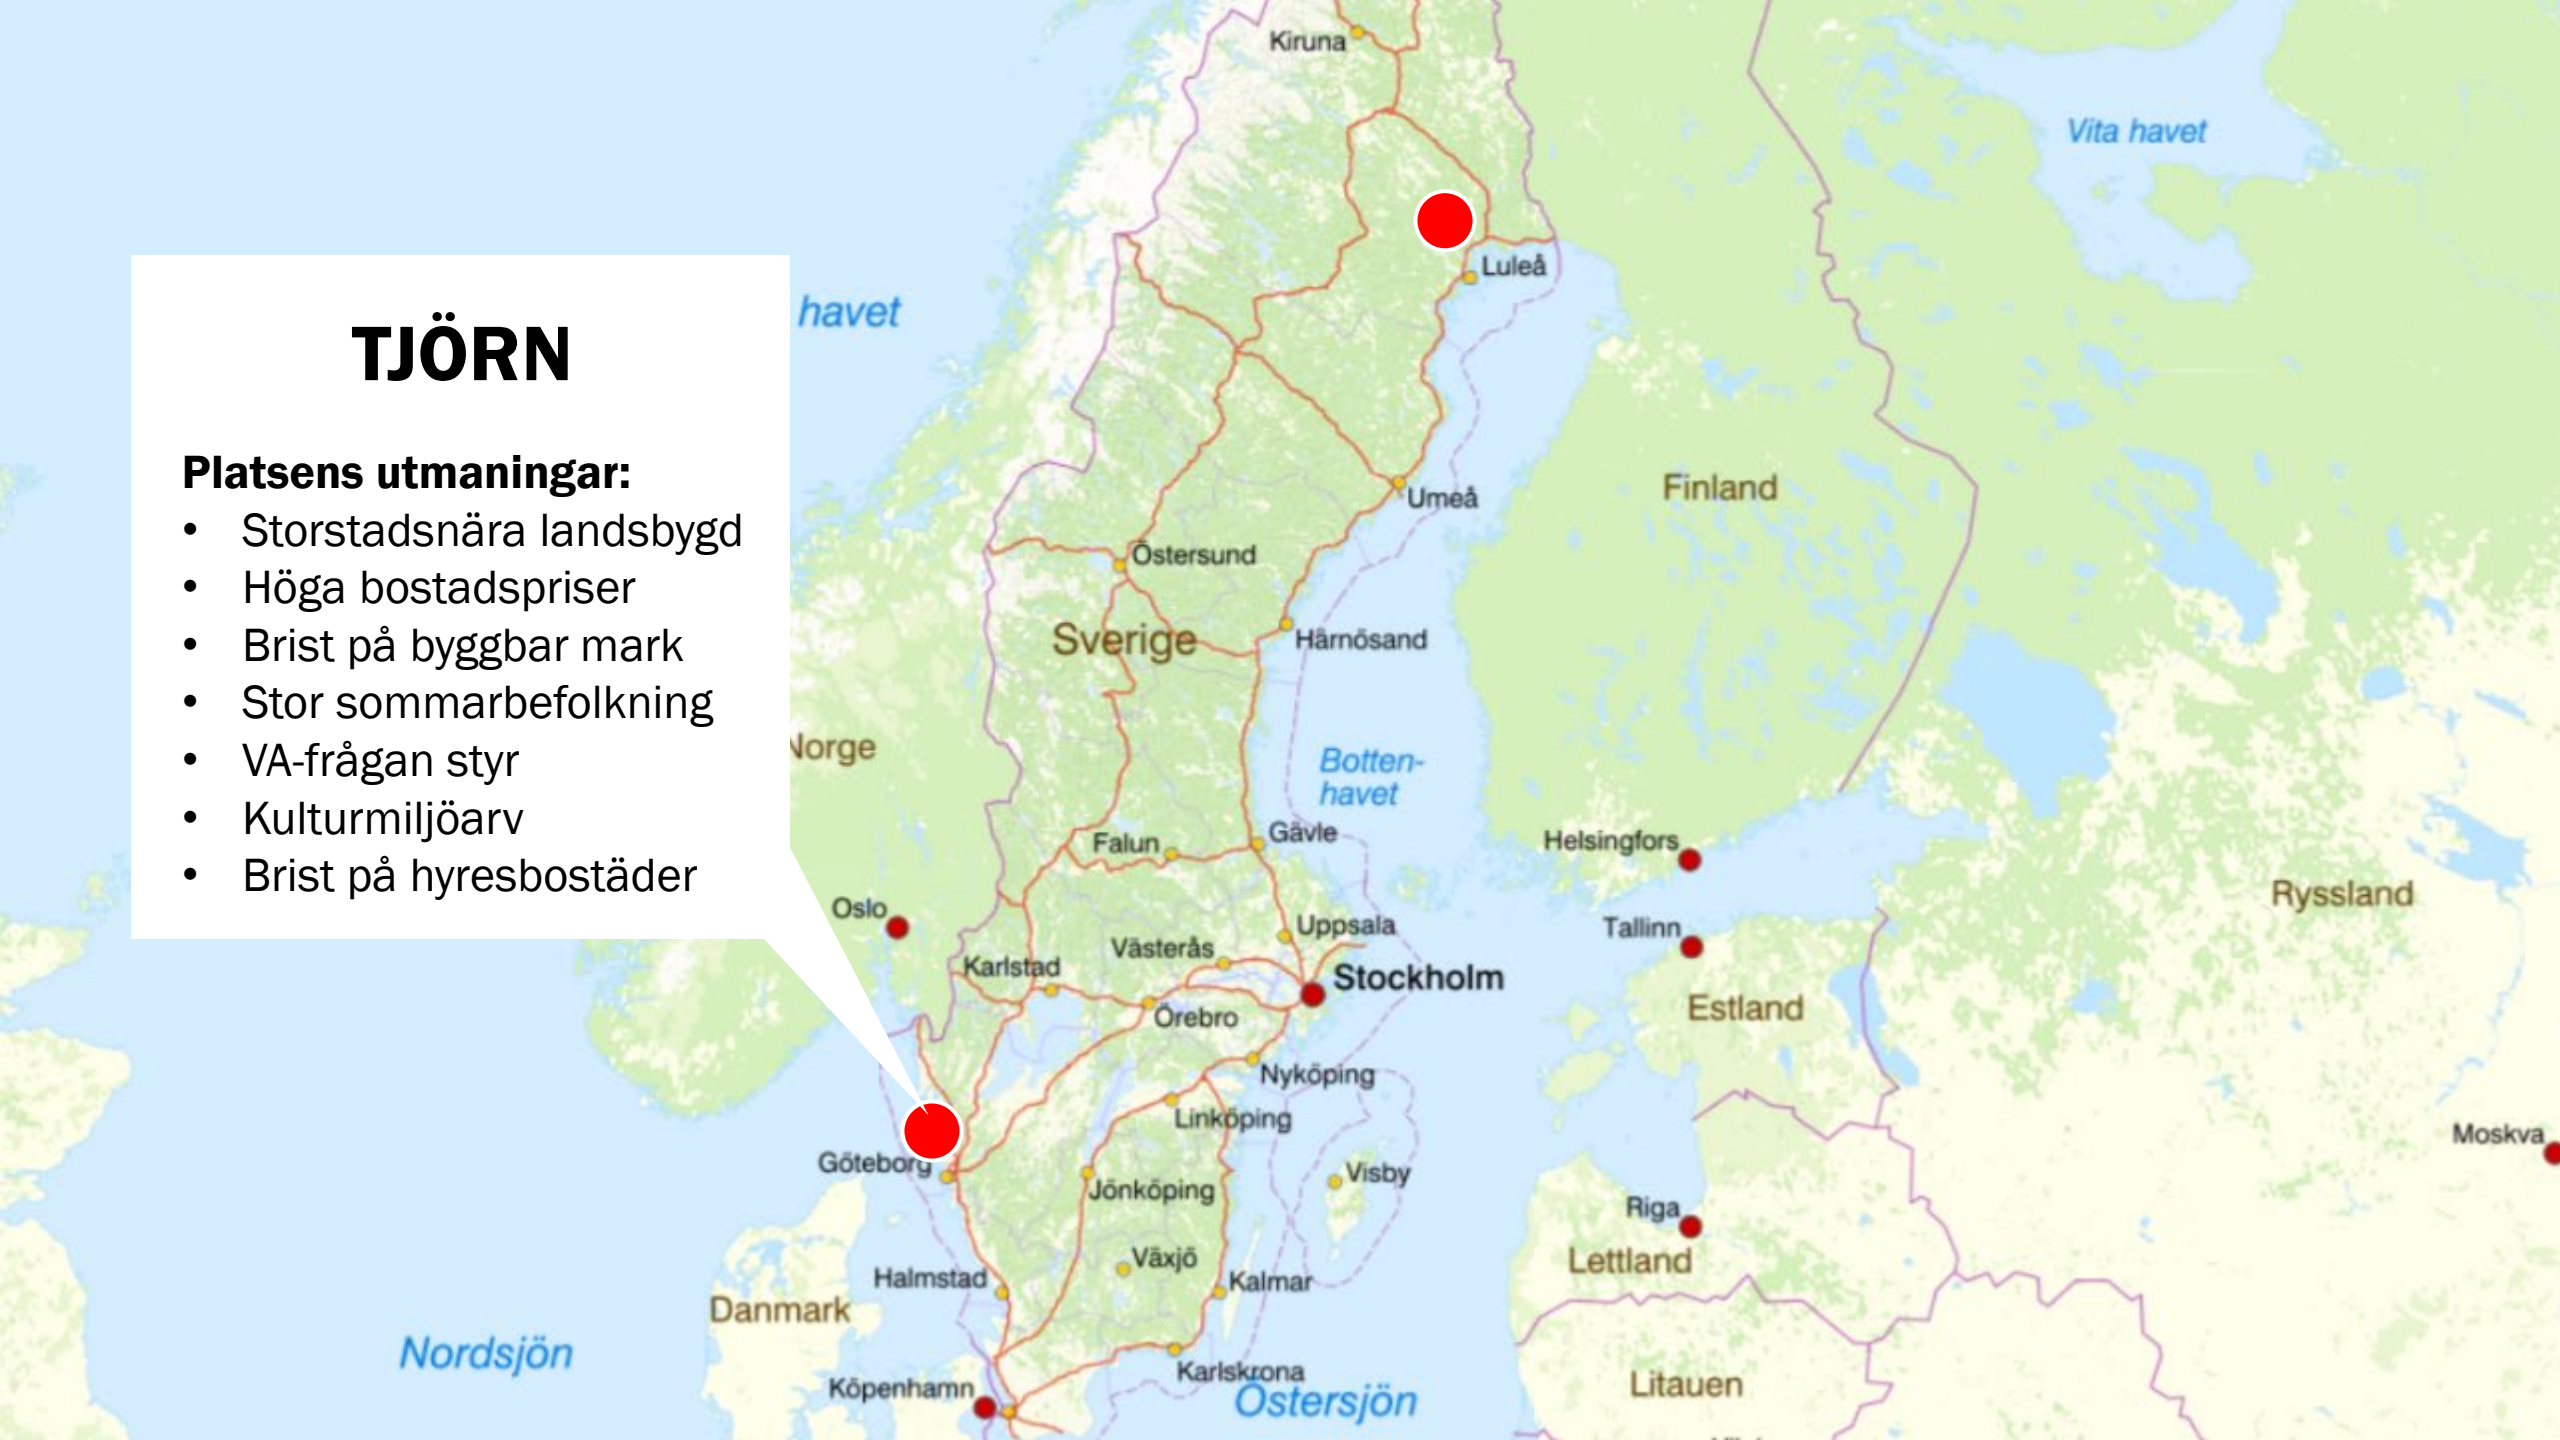 TJÖRN
Platsens utmaningar:
• Storstadsnära landsbygd
• Höga bostadspriser
• Brist på byggbar mark
• Stor sommarbefolkning
• VA-frågan styr
• Kulturmiljöarv
• Brist på hyresbostäder
Kiruna
Vita havet
Luleå
havet
Finland
Umeå
Östersund
Sverige
Härnösand
Norge
Botten-
havet
Gävle
Falun
Helsingfors
Ryssland
Oslo
Uppsala
Tallinn
Västerås
Karlstad
Stockholm
Estland
Örebro
Nyköping
Linköping
Moskva
Göteborg
Visby
Jönköping
Riga
Växjö
Lettland
Halmstad
Kalmar
Danmark
Nordsjön
Karlskrona
Litauen
Köpenhamn
Östersjön